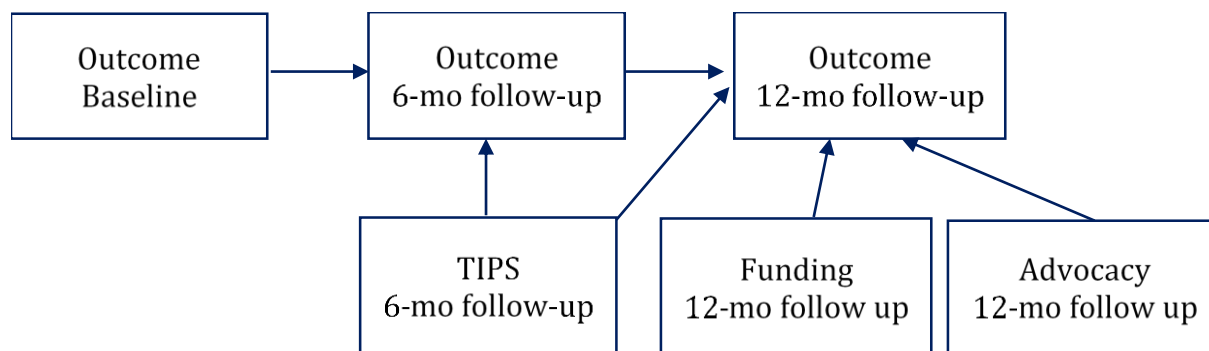 Outcome
Baseline
Outcome
6-mo follow-up
Outcome
12-mo follow-up
TIPS
6-mo follow-up
Funding
12-mo follow up
Advocacy
12-mo follow up